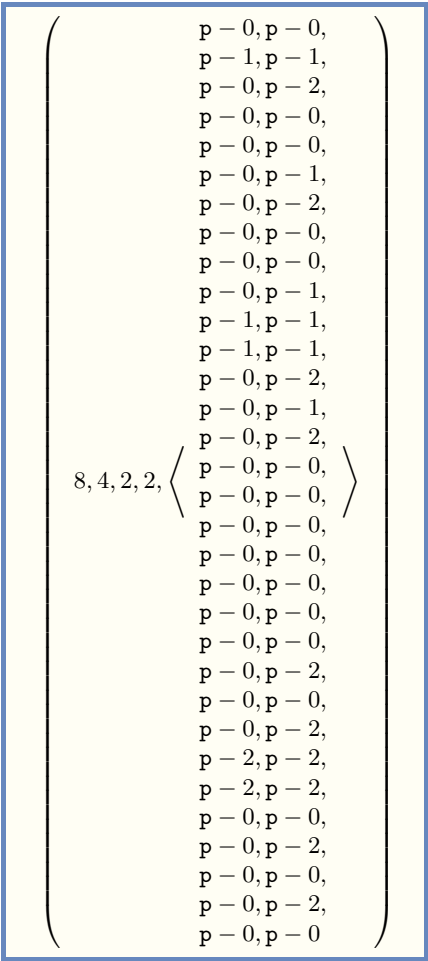 p − 0, p − 0,
p − 1, p − 1,
p − 0, p − 2,
p − 0, p − 0,
p − 0, p − 0,
p − 0, p − 1,
p − 0, p − 2,
p − 0, p − 0,
p − 0, p − 0,
p − 0, p − 1,
p − 1, p − 1,
p − 1, p − 1,
p − 0, p − 2,
p − 0, p − 1,
p − 0, p − 2,
p − 0, p − 0,
8, 4, 2, 2,
p − 0, p − 0,
p − 0, p − 0,
p − 0, p − 0,
p − 0, p − 0,
p − 0, p − 0,
p − 0, p − 0,
p − 0, p − 2,
p − 0, p − 0,
p − 0, p − 2,
p − 2, p − 2,
p − 2, p − 2,
p − 0, p − 0,
p − 0, p − 2,
p − 0, p − 0,
p − 0, p − 2,
p − 0, p − 0